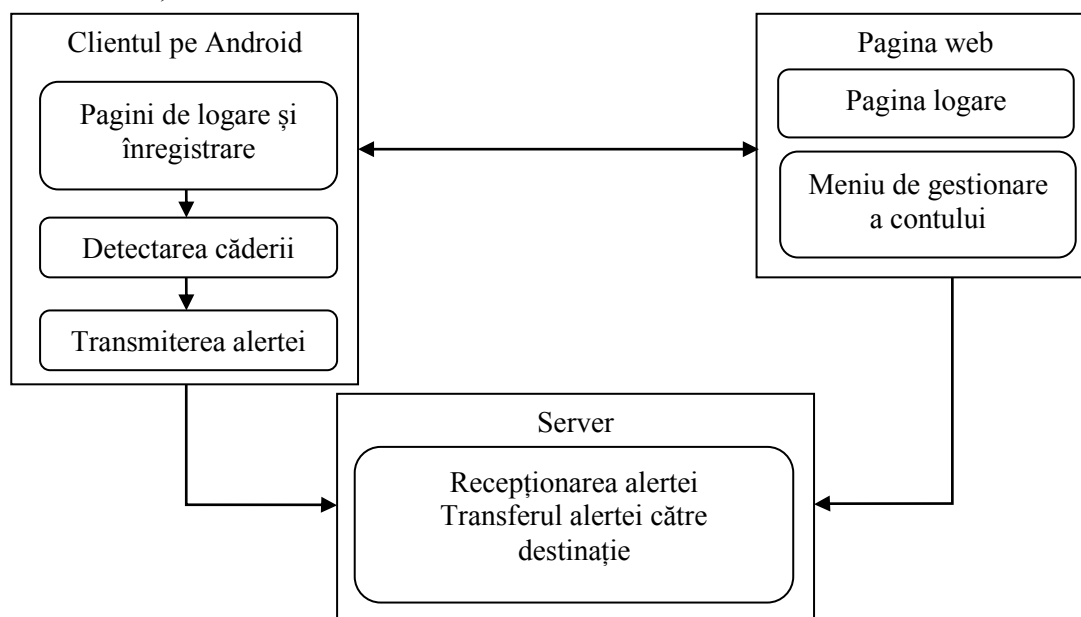 Clientul pe Android
Pagini de logare și
înregistrare
Detectarea căderii
Transmiterea alertei
Pagina web
Pagina logare
Meniu de gestionare
a contului
Server
Recepționarea alertei
Transferul alertei către
destinație